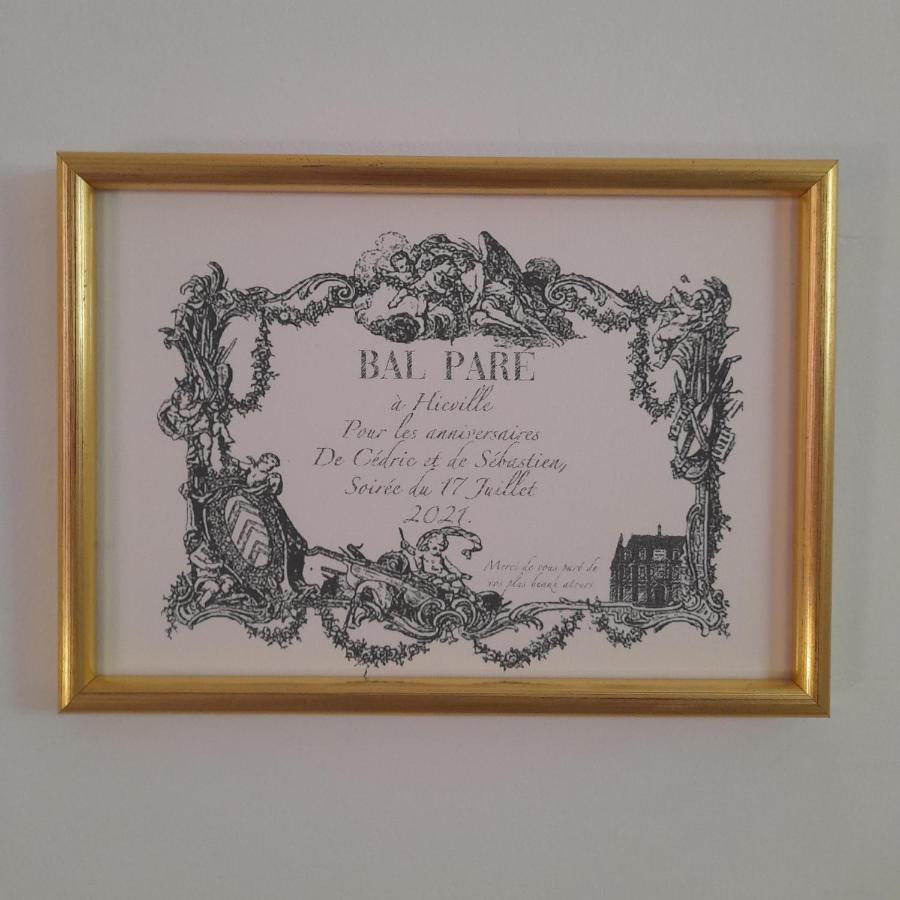 BAL PARE
à Hieville
Pour les anniversaires
De Cédric et de Sébastien,
Soirée du 17 Juillet
2021.
Merci de vous paré de
vos plus beaux atours